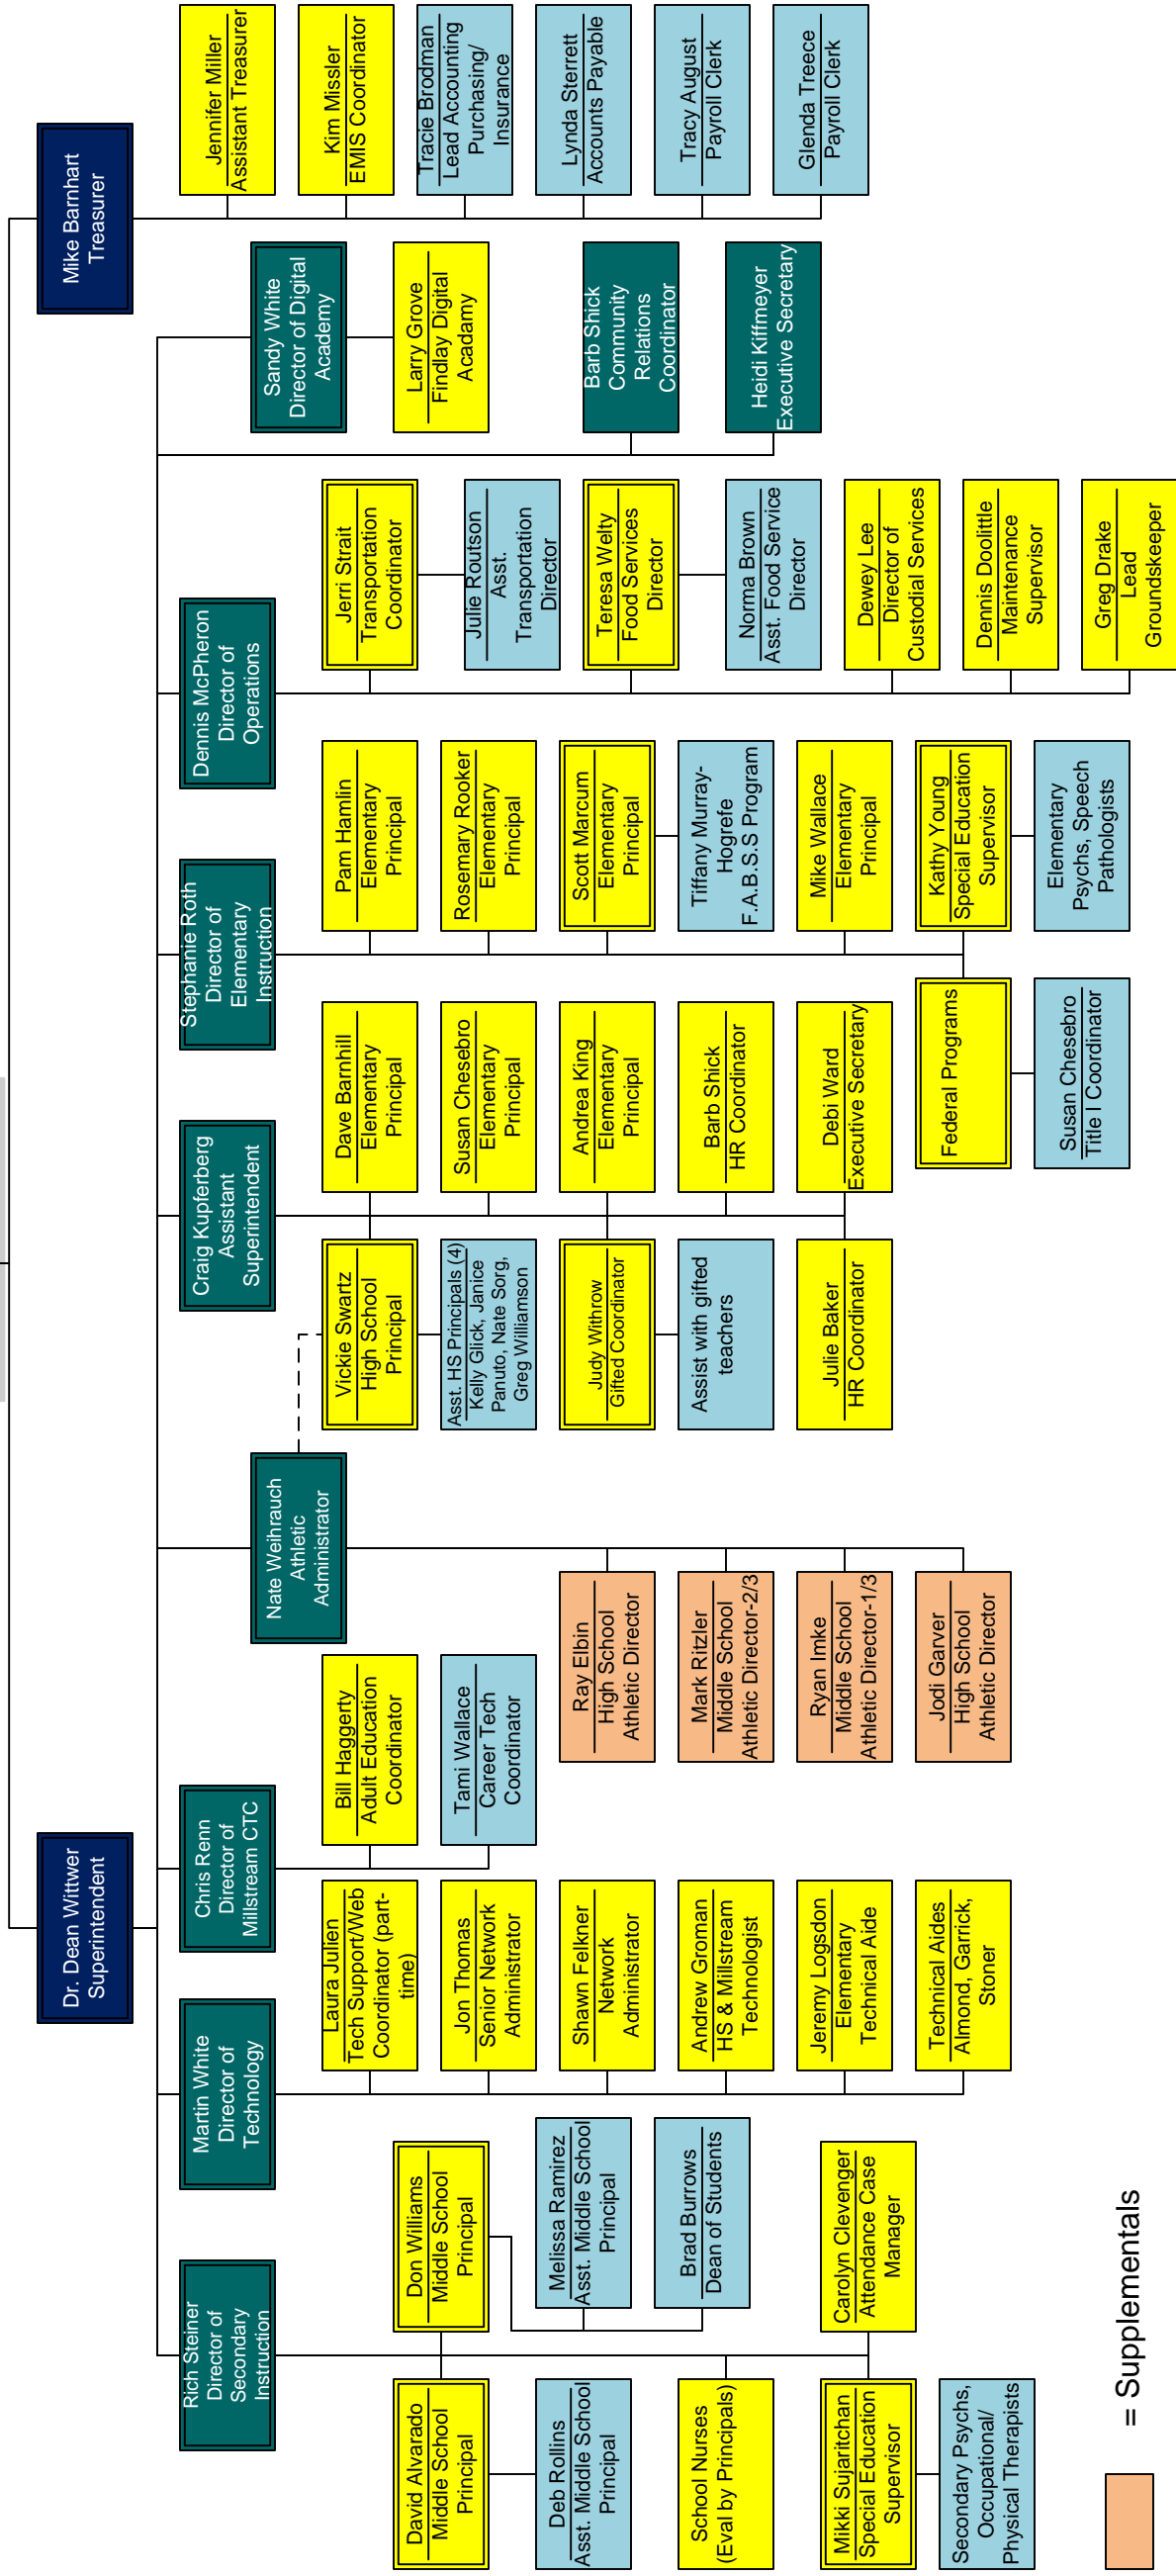 Dr. Dean Wittwer
Superintendent
Mike Barnhart
Treasurer
Rich Steiner
Director of
Secondary
Instruction
David Alvarado
Middle School
Principal
Deb Rollins
Asst. Middle School
Principal
School Nurses
(Eval by Principals)
Mikki Sujaritchan
Special Education
Supervisor
Secondary Psychs,
Occupational/
Physical Therapists
Don Williams
Middle School
Principal
Melissa Ramirez
Asst. Middle School
Principal
Brad Burrows
Dean of Students
Carolyn Clevenger
Attendance Case
Manager
Martin White
Director of
Technology
Laura Julien
Tech Support/Web
Coordinator (part-
time)
Jon Thomas
Senior Network
Administrator
Shawn Felkner
Network
Administrator
Andrew Groman
HS & Millstream
Technologist
Jeremy Logsdon
Elementary
Technical Aide
Technical Aides
Almond, Garrick,
Stoner
Chris Renn
Director of
Millstream CTC
Bill Haggerty
Adult Education
Coordinator
Tami Wallace
Career Tech
Coordinator
Nate Weihrauch
Athletic
Administrator
Ray Elbin
High School
Athletic Director
Mark Ritzler
Middle School
Athletic Director-2/3
Ryan Imke
Middle School
Athletic Director-1/3
Jodi Garver
High School
Athletic Director
Craig Kupferberg
Assistant
Superintendent
Vickie Swartz
High School
Principal
Asst. HS Principals (4)
Kelly Glick, Janice
Panuto, Nate Sorg,
Greg Williamson
Judy Withrow
Gifted Coordinator
Assist with gifted
teachers
Julie Baker
HR Coordinator
Dave Barnhill
Elementary
Principal
Susan Chesebro
Elementary
Principal
Andrea King
Elementary
Principal
Barb Shick
HR Coordinator
Debi Ward
Executive Secretary
Stephanie Roth
Director of
Elementary
Instruction
Federal Programs
Susan Chesebro
Title I Coordinator
Pam Hamlin
Elementary
Principal
Rosemary Rooker
Elementary
Principal
Scott Marcum
Elementary
Principal
Tiffany Murray-
Hogrefe
F.A.B.S.S Program
Mike Wallace
Elementary
Principal
Kathy Young
Special Education
Supervisor
Elementary
Psychs, Speech
Pathologists
Dennis McPheron
Director of
Operations
Jerri Strait
Transportation
Coordinator
Julie Routson
Asst.
Transportation
Director
Teresa Welty
Food Services
Director
Norma Brown
Asst. Food Service
Director
Dewey Lee
Director of
Custodial Services
Dennis Doolittle
Maintenance
Supervisor
Greg Drake
Lead
Groundskeeper
Sandy White
Director of Digital
Academy
Larry Grove
Findlay Digital
Acadamy
Barb Shick
Community
Relations
Coordinator
Heidi Kiffmeyer
Executive Secretary
Jennifer Miller
Assistant Treasurer
Kim Missler
EMIS Coordinator
Tracie Brodman
Lead Accounting
Purchasing/
Insurance
Lynda Sterrett
Accounts Payable
Tracy August
Payroll Clerk
Glenda Treece
Payroll Clerk
= Supplementals